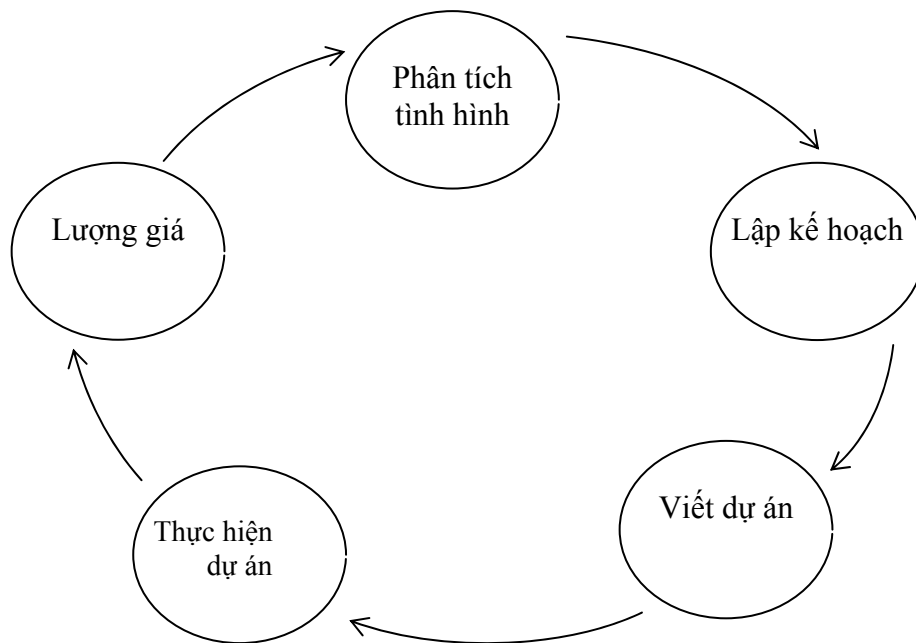 Phân tích
tình hình
Lượng giá
Lập kế hoạch
Viết dự án
Thực hiện
dự án